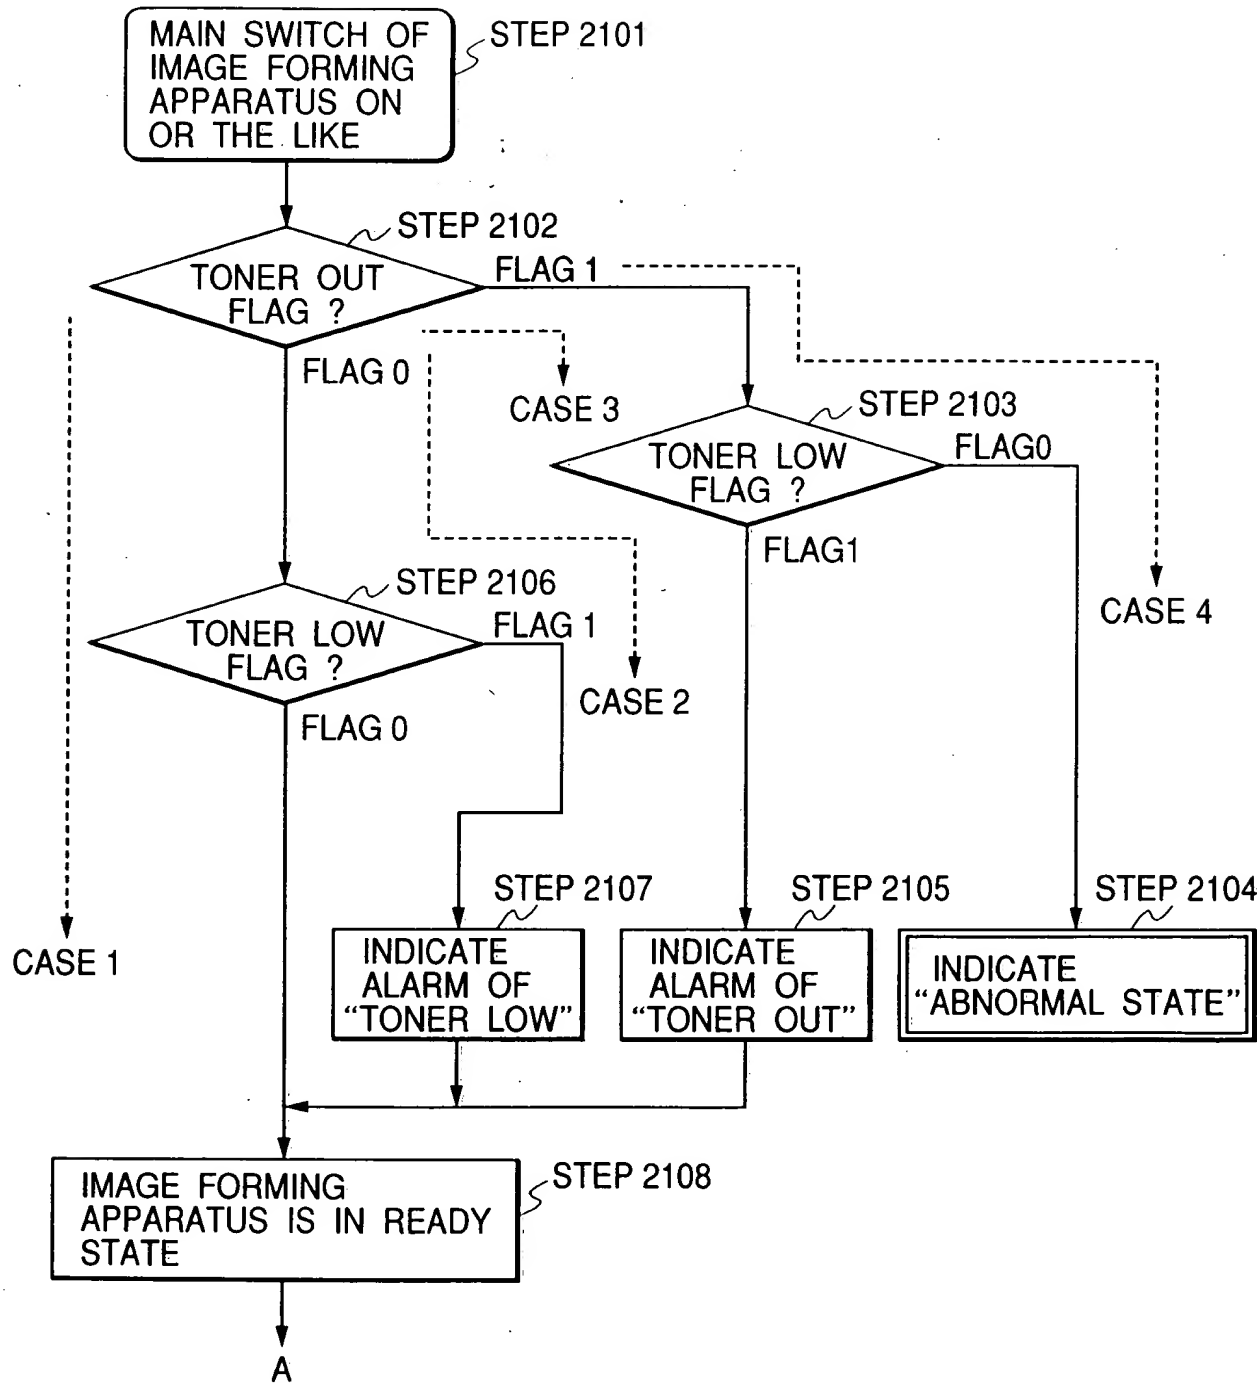 MAIN SWITCH OF
IMAGE FORMING
APPARATUS ON
OR THE LIKE
STEP 2101
STEP 2102
TONER OUT
FLAG ?
FLAG 1
FLAG 0
CASE 3
STEP 2103
TONER LOW
FLAG ?
FLAG0
FLAG1
CASE 4
STEP 2106
TONER LOW
FLAG ?
FLAG 1
FLAG 0
CASE 2
CASE 1
STEP 2107
INDICATE
ALARM OF
“TONER LOW”
STEP 2105
INDICATE
ALARM OF
“TONER OUT”
STEP 2104
INDICATE
“ABNORMAL STATE”
IMAGE FORMING
APPARATUS IS IN READY
STATE
STEP 2108
A